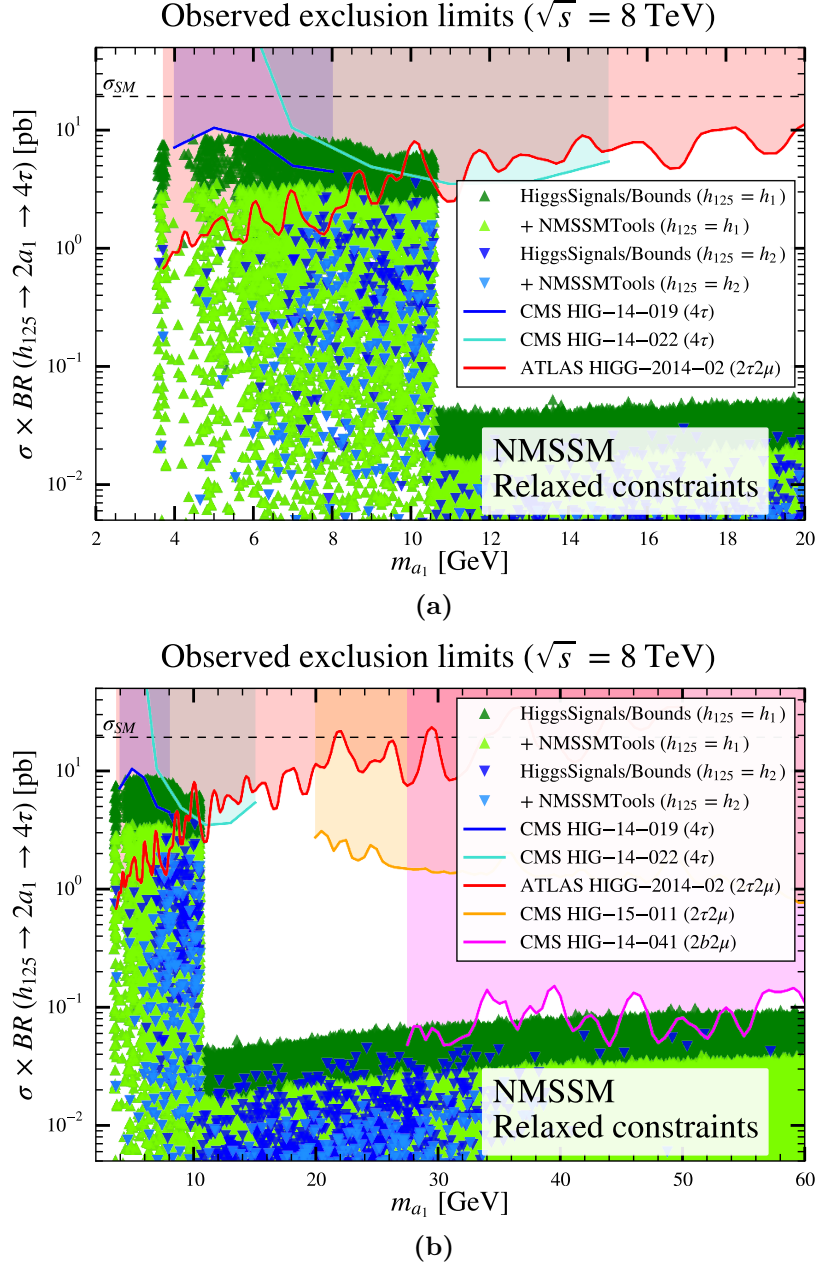 Observed exclusion limits (√s = 8 TeV)
σ × BR (h₁₂₅ → 2a₁ → 4τ) [pb]
10¹
10⁰
10⁻¹
10⁻²
σ_SM
HiggsSignals/Bounds (h₁₂₅ = h₁)
+ NMSSMTools (h₁₂₅ = h₁)
HiggsSignals/Bounds (h₁₂₅ = h₂)
+ NMSSMTools (h₁₂₅ = h₂)
CMS HIG−14−019 (4τ)
CMS HIG−14−022 (4τ)
ATLAS HIGG−2014−02 (2τ2μ)
NMSSM
Relaxed constraints
2 4 6 8 10 12 14 16 18 20
m_a₁ [GeV]
(a)
Observed exclusion limits (√s = 8 TeV)
σ × BR (h₁₂₅ → 2a₁ → 4τ) [pb]
10¹
10⁰
10⁻¹
10⁻²
σ_SM
HiggsSignals/Bounds (h₁₂₅ = h₁)
+ NMSSMTools (h₁₂₅ = h₁)
HiggsSignals/Bounds (h₁₂₅ = h₂)
+ NMSSMTools (h₁₂₅ = h₂)
CMS HIG−14−019 (4τ)
CMS HIG−14−022 (4τ)
ATLAS HIGG−2014−02 (2τ2μ)
CMS HIG−15−011 (2τ2μ)
CMS HIG−14−041 (2b2μ)
NMSSM
Relaxed constraints
10 20 30 40 50 60
m_a₁ [GeV]
(b)